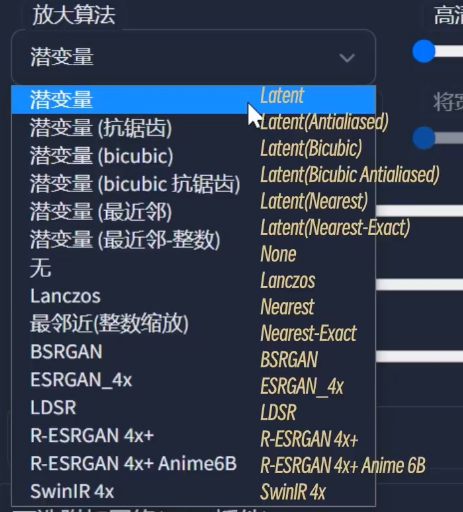 放大算法
潜变量
潜变量 Latent
潜变量 (抗锯齿) Latent(Antialiased)
潜变量 (bicubic) Latent(Bicubic)
潜变量 (bicubic 抗锯齿) Latent(Bicubic Antialiased)
潜变量 (最近邻) Latent(Nearest)
潜变量 (最近邻-整数) Latent(Nearest-Exact)
无 None
Lanczos Lanczos
最邻近(整数缩放) Nearest
Nearest-Exact
BSRGAN BSRGAN
ESRGAN_4x ESRGAN_4x
LDSR LDSR
R-ESRGAN 4x+ R-ESRGAN 4x+
R-ESRGAN 4x+ Anime6B R-ESRGAN 4x+ Anime 6B
SwinIR 4x SwinIR 4x
高清
将宽